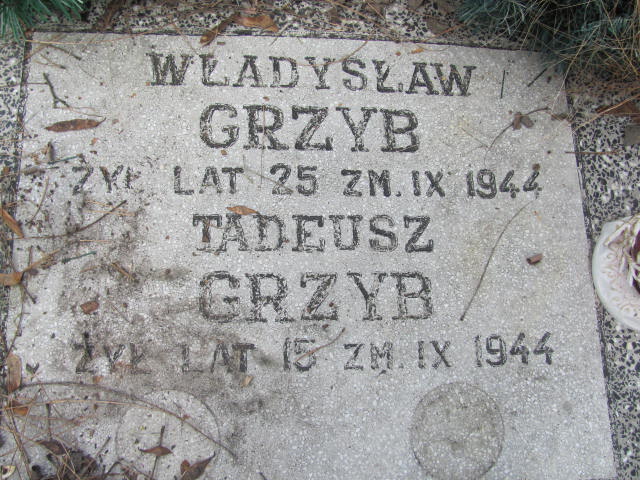 WŁADYSŁAW
GRZYB
ŻYŁ LAT 25 ZM. IX 1944
TADEUSZ
GRZYB
ŻYŁ LAT 15 ZM. IX 1944